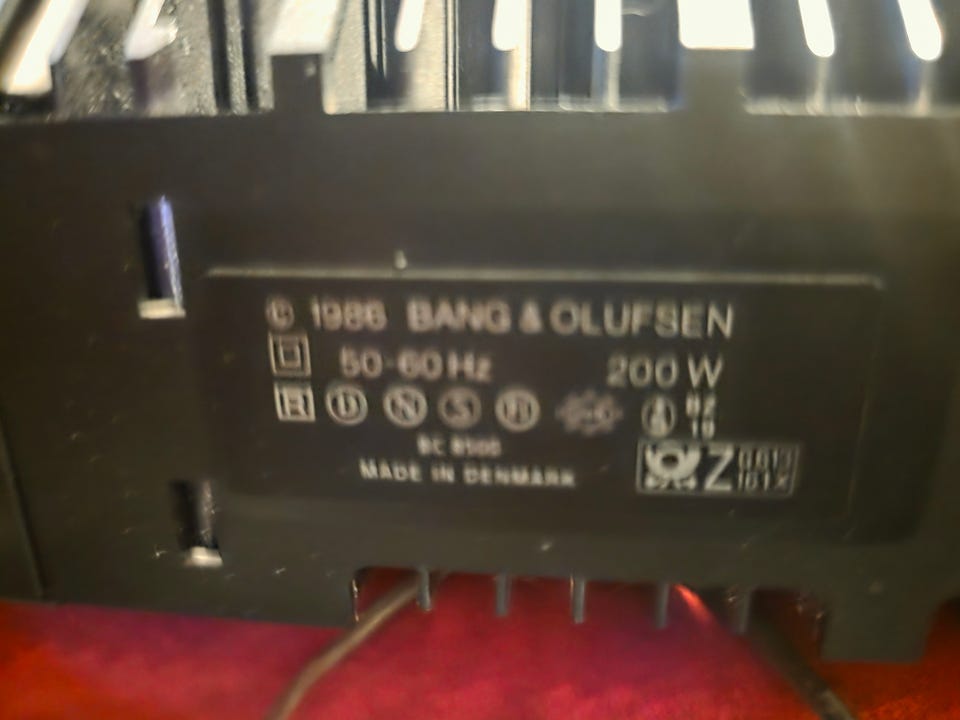 © 1986 BANG & OLUFSEN
50-60 Hz 200 W
R D N S
MADE IN DENMARK
Z